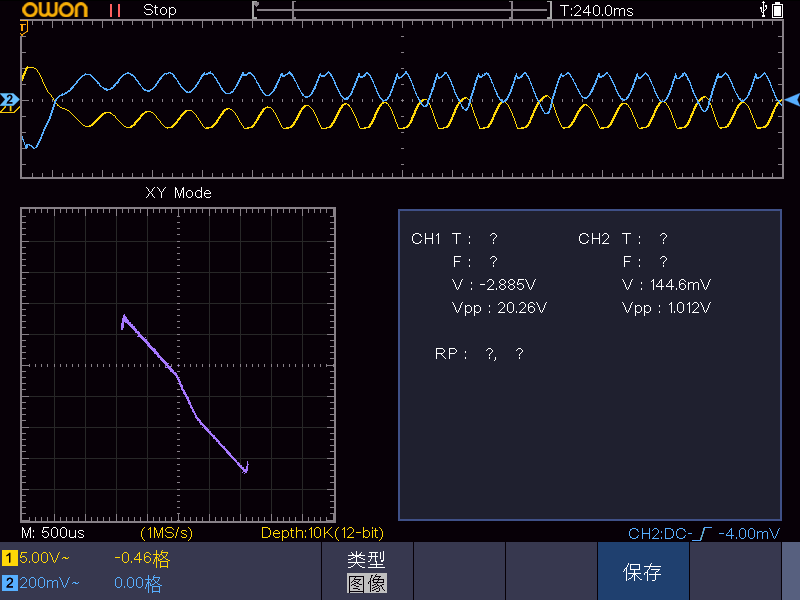 OWON Stop T:240.0ms
T
2
1
XY Mode
CH1 T : ? CH2 T : ?
F : ? F : ?
V : -2.885V V : 144.6mV
Vpp : 20.26V Vpp : 1.012V
RP : ?, ?
M: 500us (1MS/s) Depth:10K(12-bit) CH2:DC- -4.00mV
1 5.00V~ -0.46格
2 200mV~ 0.00格
类型
图像
保存